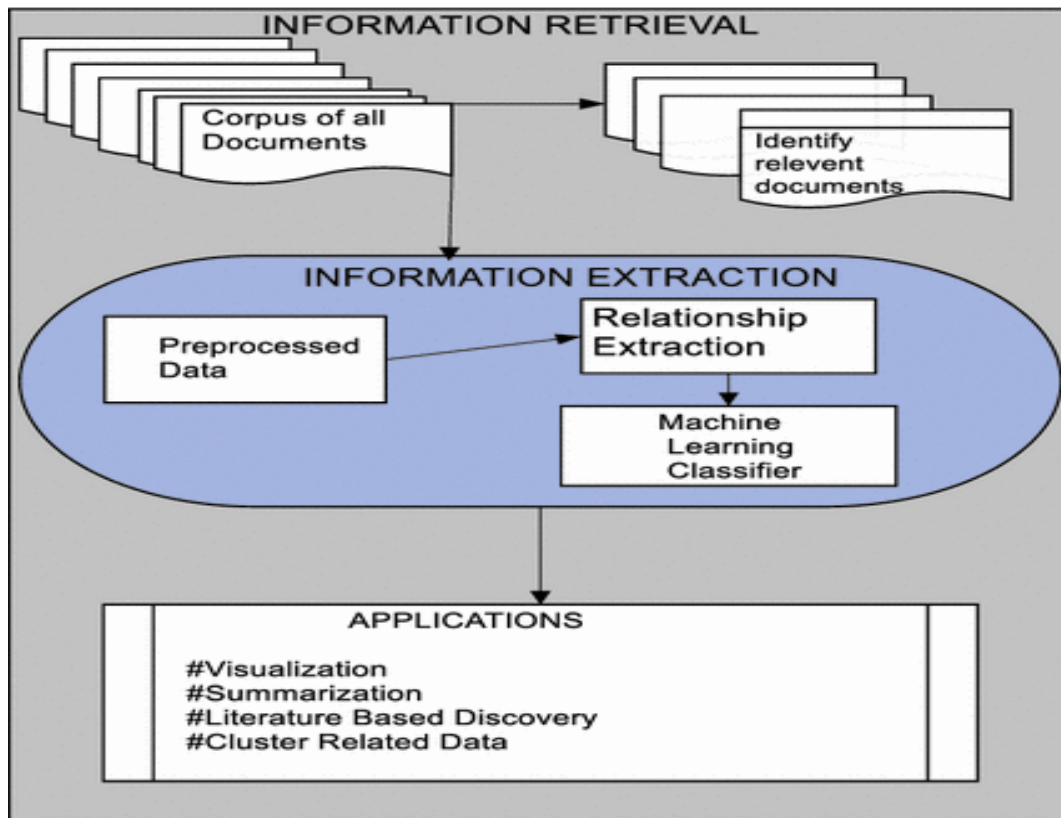 INFORMATION RETRIEVAL
Corpus of all
Documents
Identify
relevent
documents
INFORMATION EXTRACTION
Preprocessed
Data
Relationship
Extraction
Machine
Learning
Classifier
APPLICATIONS
#Visualization
#Summarization
#Literature Based Discovery
#Cluster Related Data